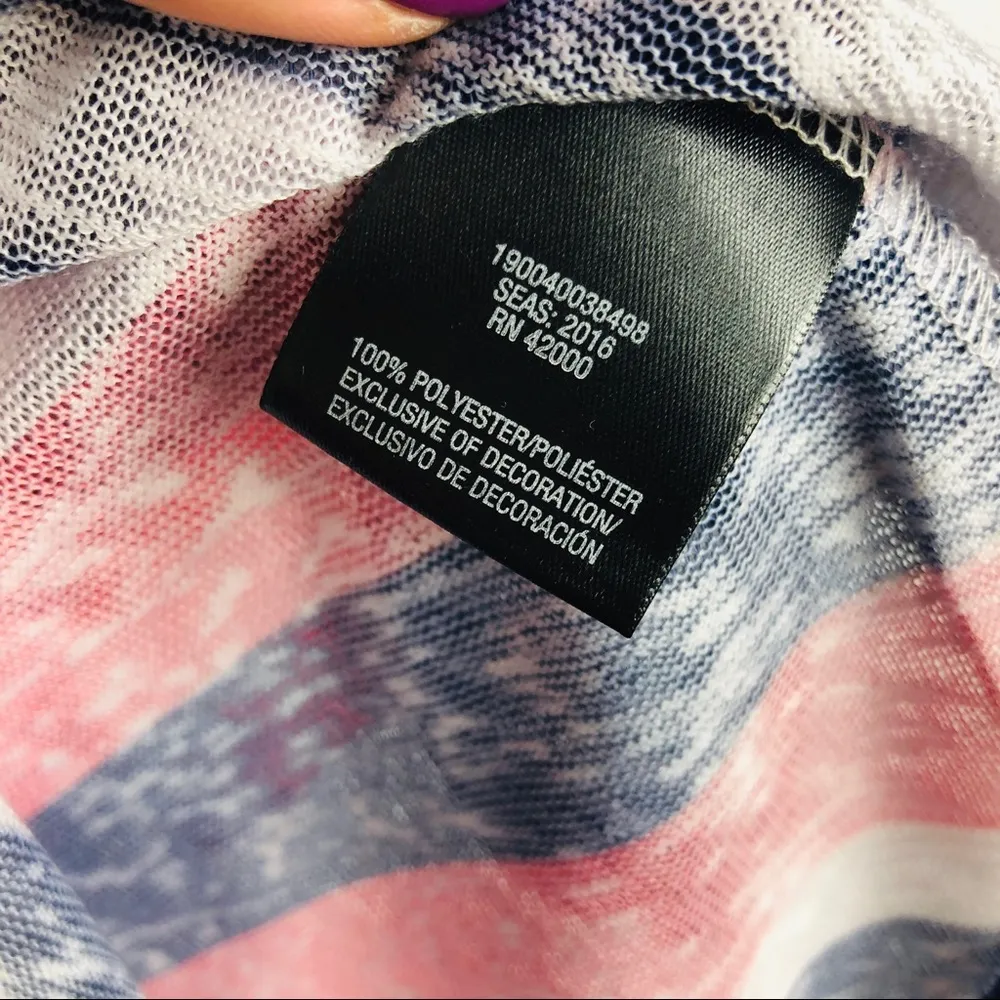 190040038498
SEAS: 2016
RN 42000
100% POLYESTER/POLIÉSTER
EXCLUSIVE OF DECORATION/
EXCLUSIVO DE DECORACIÓN